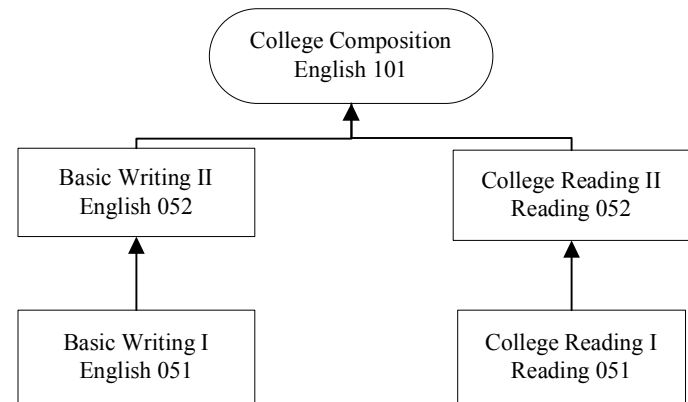 College Composition
English 101
Basic Writing II
English 052
College Reading II
Reading 052
Basic Writing I
English 051
College Reading I
Reading 051